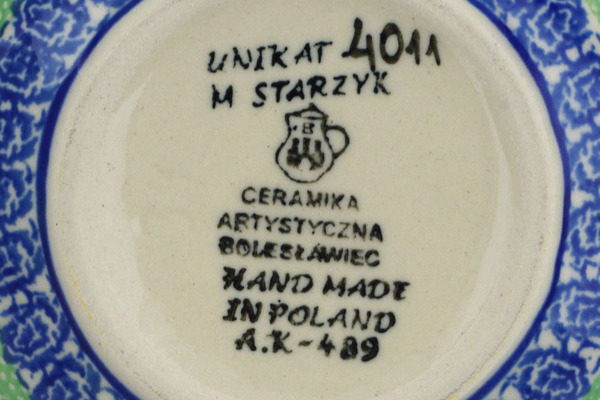 UNIKAT 4011
M STARZYK
B
CERAMIKA
ARTYSTYCZNA
BOLESŁAWIEC
HAND MADE
IN POLAND
A.K-489